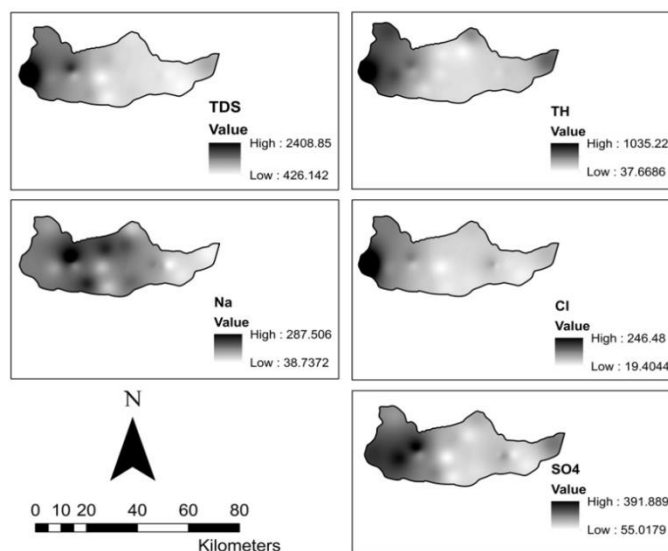 TDS
Value
High : 2408.85
Low : 426.142
TH
Value
High : 1035.22
Low : 37.6686
Na
Value
High : 287.506
Low : 38.7372
Cl
Value
High : 246.48
Low : 19.4044
N
0 10 20 40 60 80
Kilometers
SO4
Value
High : 391.889
Low : 55.0179